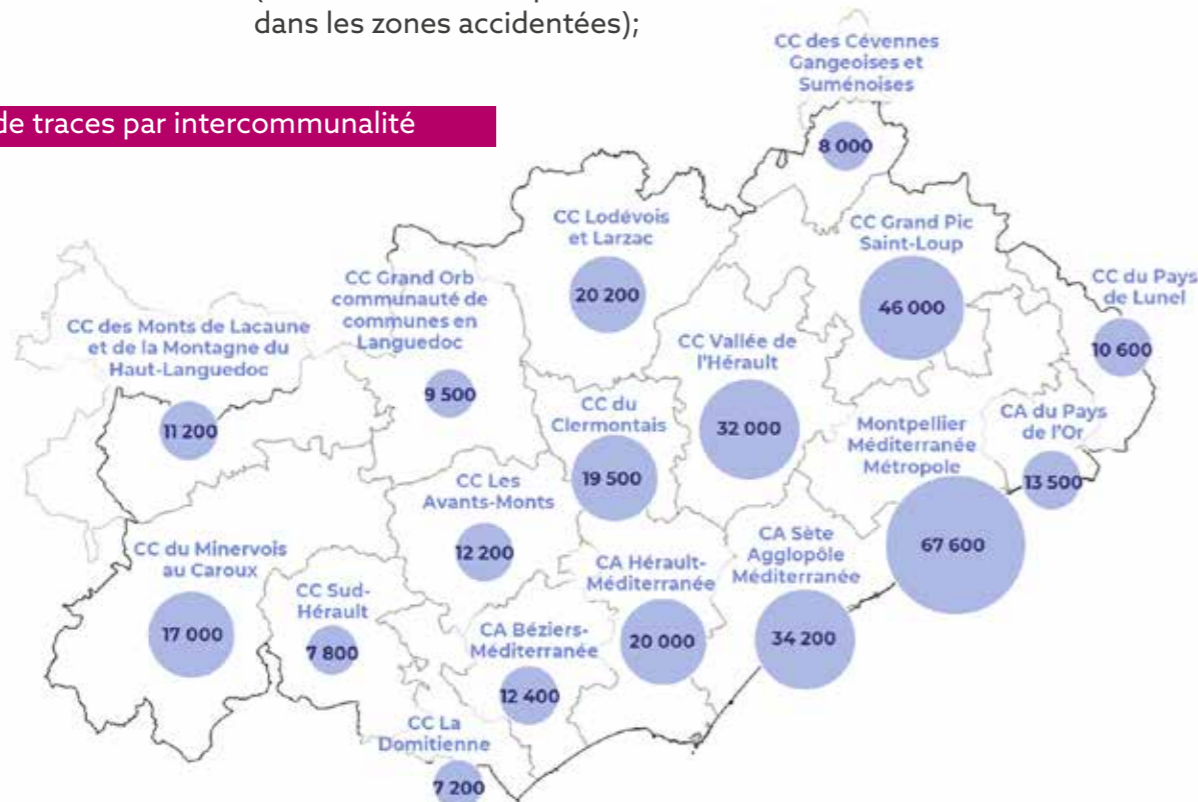 dans les zones accidentées);
de traces par intercommunalité
CC des Cévennes
Gangeoises et
Suménoises
8 000
CC Lodévois
et Larzac
20 200
CC Grand Pic
Saint-Loup
46 000
CC du Pays
de Lunel
10 600
CC Grand Orb
communauté de
communes en
Languedoc
9 500
CC des Monts de Lacaune
et de la Montagne du
Haut-Languedoc
11 200
CC Vallée de
l'Hérault
32 000
CC du
Clermontais
19 500
Montpellier
Méditerranée
Métropole
67 600
CA du Pays
de l'Or
13 500
CC Les
Avants-Monts
12 200
CC du Minervois
au Caroux
17 000
CC Sud-
Hérault
7 800
CA Hérault-
Méditerranée
20 000
CA Sète
Agglopôle
Méditerranée
34 200
CA Béziers-
Méditerranée
12 400
CC La
Domitienne
7 200